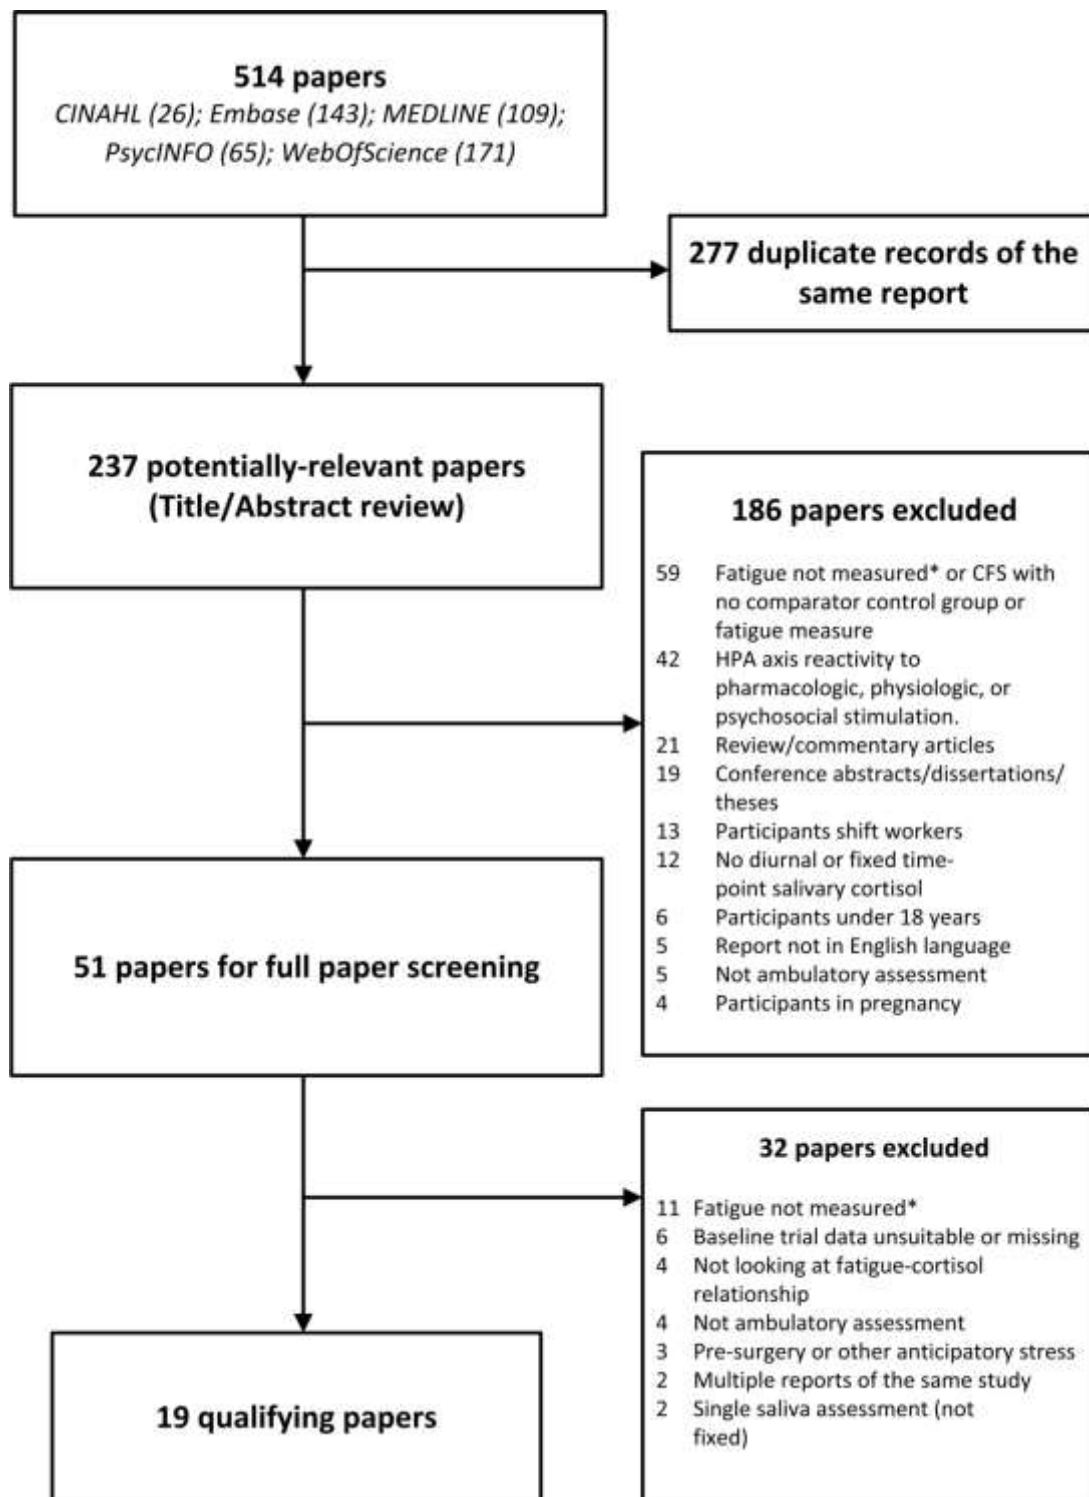 514 papers
CINAHL (26); Embase (143); MEDLINE (109);
PsycINFO (65); WebOfScience (171)
277 duplicate records of the
same report
237 potentially-relevant papers
(Title/Abstract review)
186 papers excluded
59 Fatigue not measured* or CFS with
no comparator control group or
fatigue measure
42 HPA axis reactivity to
pharmacologic, physiologic, or
psychosocial stimulation.
21 Review/commentary articles
19 Conference abstracts/dissertations/
theses
13 Participants shift workers
12 No diurnal or fixed time-
point salivary cortisol
6 Participants under 18 years
5 Report not in English language
5 Not ambulatory assessment
4 Participants in pregnancy
51 papers for full paper screening
32 papers excluded
11 Fatigue not measured*
6 Baseline trial data unsuitable or missing
4 Not looking at fatigue-cortisol
relationship
4 Not ambulatory assessment
3 Pre-surgery or other anticipatory stress
2 Multiple reports of the same study
2 Single saliva assessment (not
fixed)
19 qualifying papers